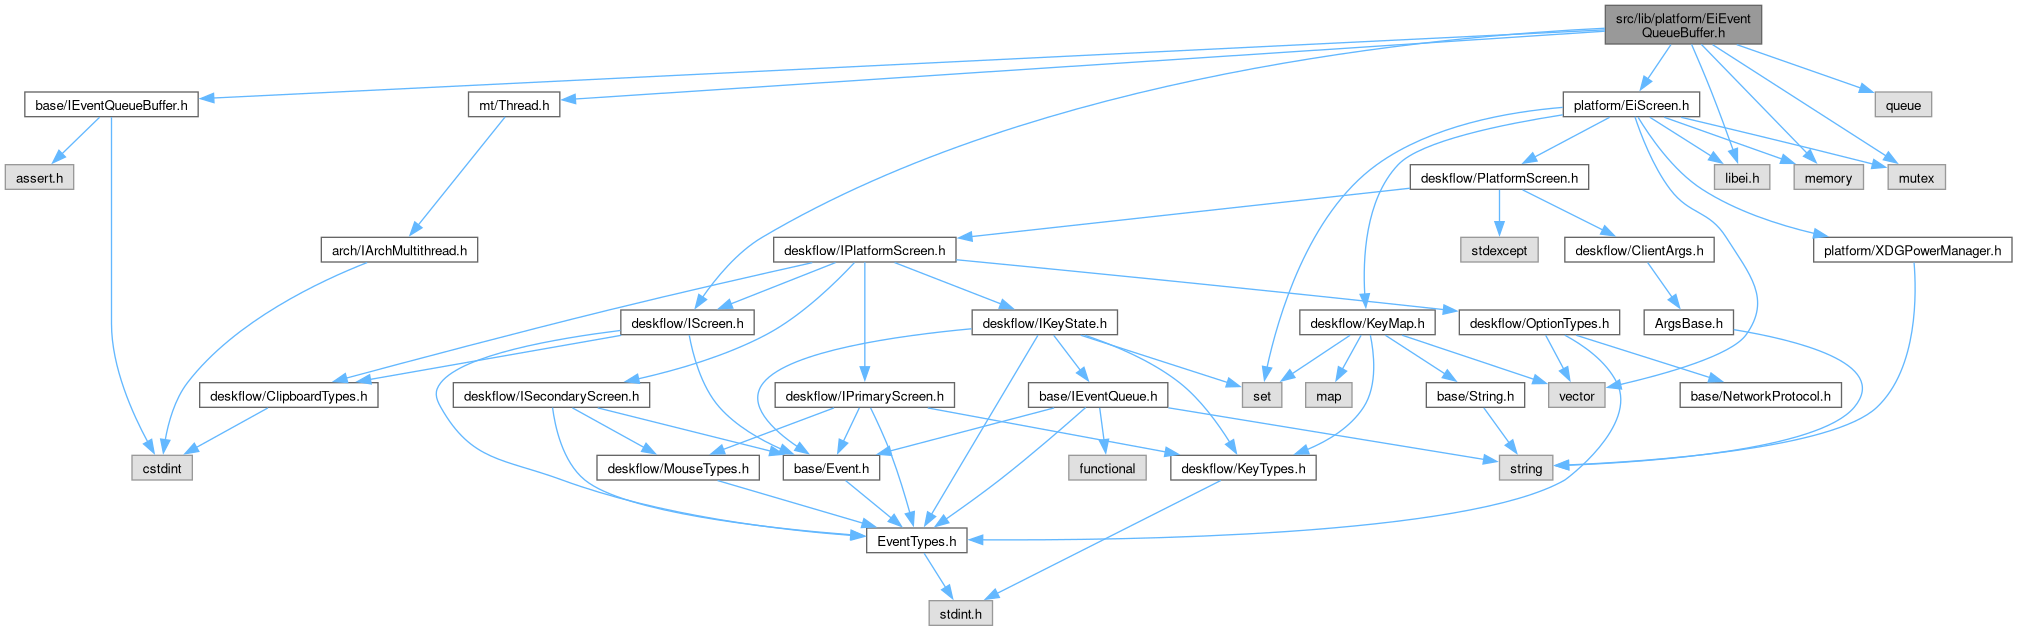 src/lib/platform/EiEvent
QueueBuffer.h
base/IEventQueueBuffer.h
mt/Thread.h
platform/EiScreen.h
queue
assert.h
deskflow/PlatformScreen.h
libei.h
memory
mutex
arch/IArchMultithread.h
deskflow/IPlatformScreen.h
stdexcept
deskflow/ClientArgs.h
platform/XDGPowerManager.h
deskflow/IScreen.h
deskflow/IKeyState.h
deskflow/KeyMap.h
deskflow/OptionTypes.h
ArgsBase.h
deskflow/ClipboardTypes.h
deskflow/ISecondaryScreen.h
deskflow/IPrimaryScreen.h
base/IEventQueue.h
set
map
base/String.h
vector
base/NetworkProtocol.h
cstdint
deskflow/MouseTypes.h
base/Event.h
functional
deskflow/KeyTypes.h
string
EventTypes.h
stdint.h